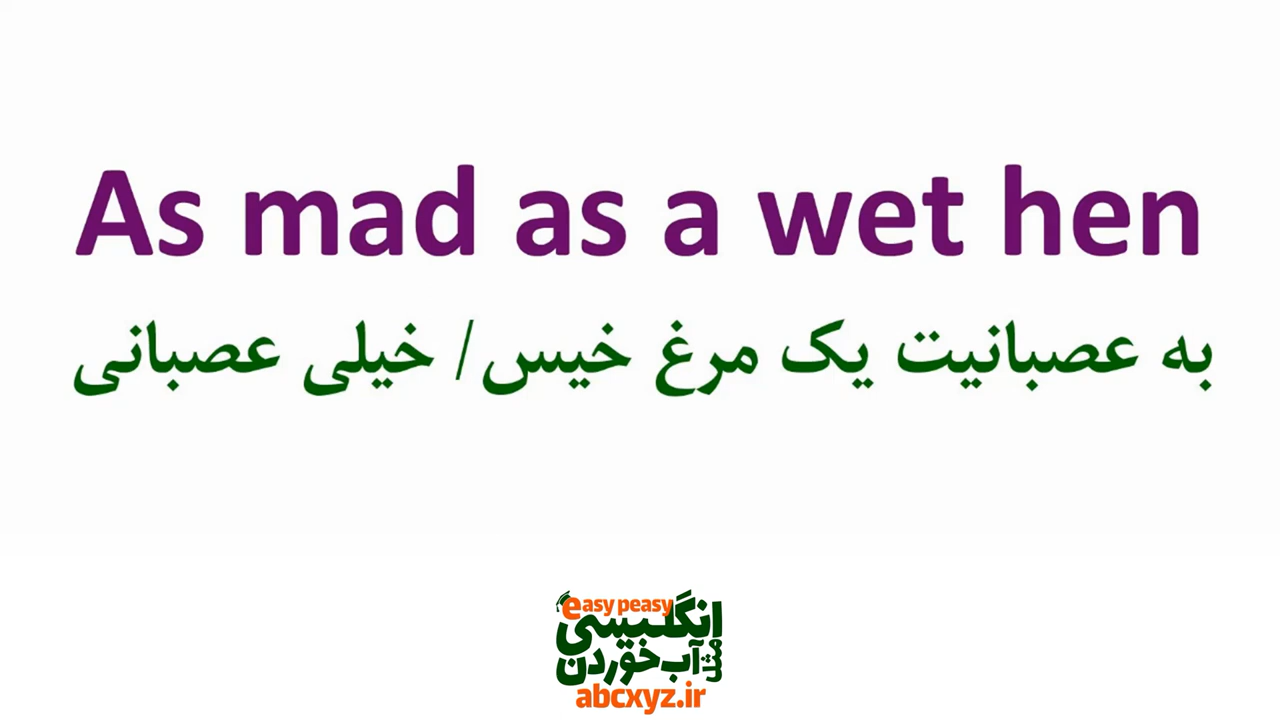 As mad as a wet hen
به عصبانیت یک مرغ خیس/ خیلی عصبانی
easy peasy
انگلیسی
مثل آب خوردن
abcxyz.ir